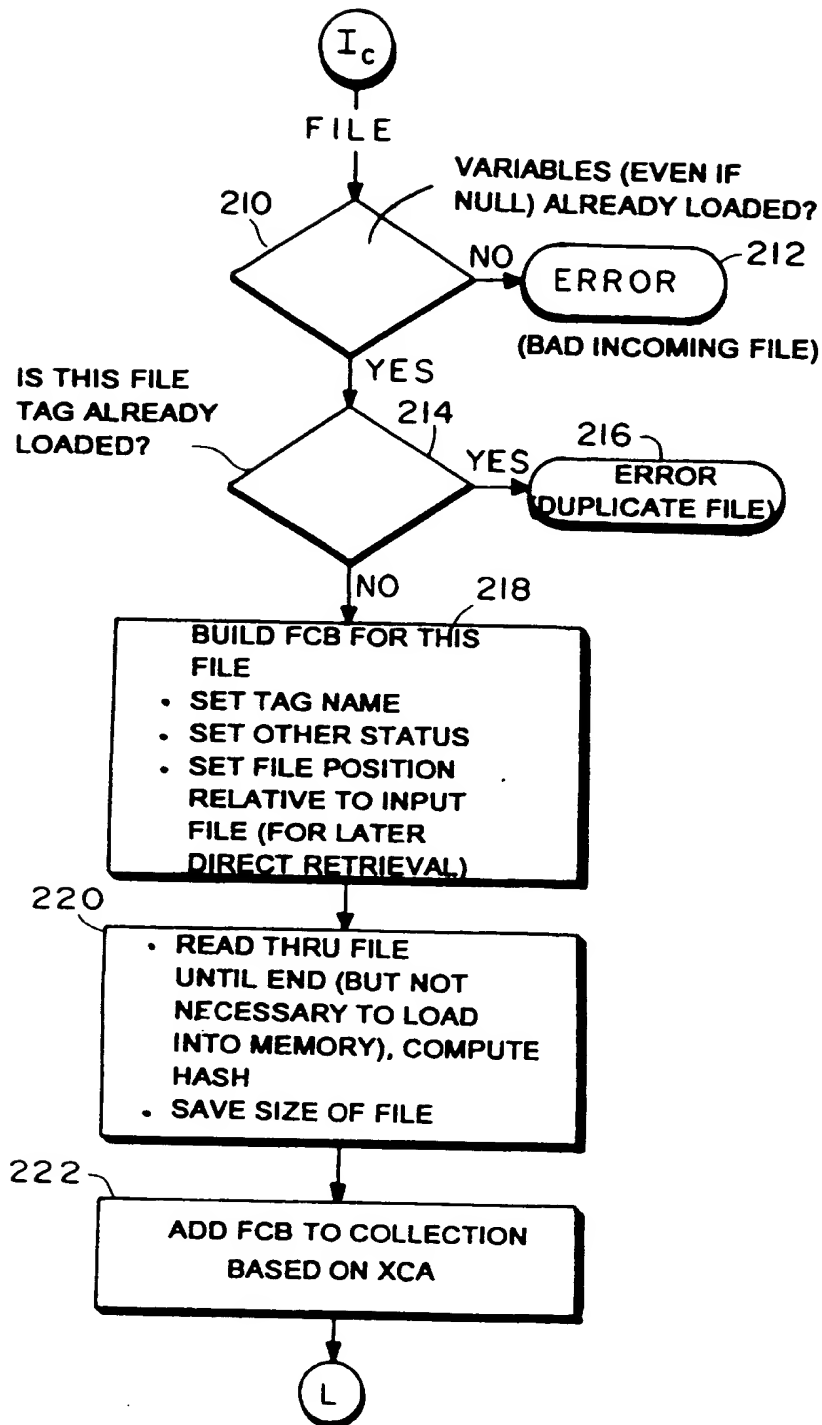 Ic
FILE
VARIABLES (EVEN IF
NULL) ALREADY LOADED?
210
NO
212
ERROR
(BAD INCOMING FILE)
YES
IS THIS FILE
TAG ALREADY
LOADED?
214
YES
216
ERROR
(DUPLICATE FILE)
NO
218
BUILD FCB FOR THIS
FILE
• SET TAG NAME
• SET OTHER STATUS
• SET FILE POSITION
RELATIVE TO INPUT
FILE (FOR LATER
DIRECT RETRIEVAL)
220
• READ THRU FILE
UNTIL END (BUT NOT
NECESSARY TO LOAD
INTO MEMORY), COMPUTE
HASH
• SAVE SIZE OF FILE
222
ADD FCB TO COLLECTION
BASED ON XCA
L